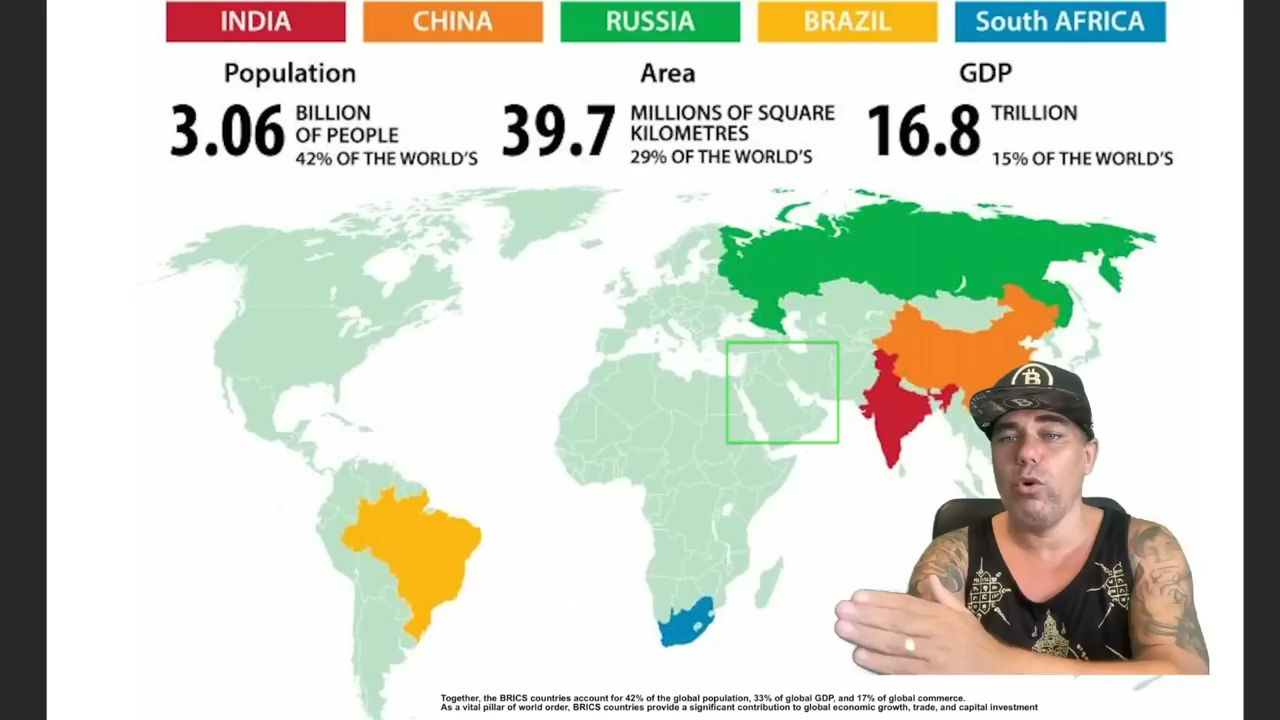 INDIA
CHINA
RUSSIA
BRAZIL
South AFRICA
Population
Area
GDP
3.06
BILLION
OF PEOPLE
42% OF THE WORLD'S
39.7
MILLIONS OF SQUARE
KILOMETRES
29% OF THE WORLD'S
16.8
TRILLION
15% OF THE WORLD'S
B
Together, the BRICS countries account for 42% of the global population, 33% of global GDP, and 17% of global commerce.
As a vital pillar of world order, BRICS countries provide a significant contribution to global economic growth, trade, and capital investment